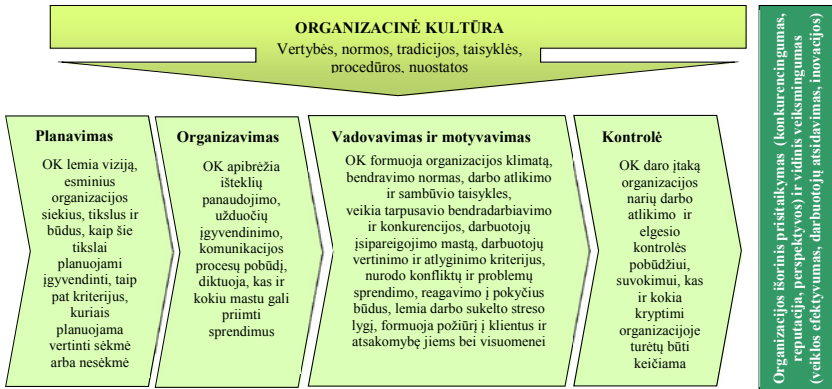 ORGANIZACINĖ KULTŪRA
Vertybės, normos, tradicijos, taisyklės,
procedūros, nuostatos
Planavimas
OK lemia viziją,
esminius
organizacijos
siekius, tikslus ir
būdus, kaip šie
tikslai
planuojami
įgyvendinti, taip
pat kriterijus,
kuriais
planuojama
vertinti sėkmę
arba nesėkmę
Organizavimas
OK apibrėžia
išteklių
panaudojimo,
užduočių
įgyvendinimo,
komunikacijos
procesų pobūdį,
diktuoja, kas ir
kokiu mastu gali
priimti
sprendimus
Vadovavimas ir motyvavimas
OK formuoja organizacijos klimatą,
bendravimo normas, darbo atlikimo
ir sambūvio taisykles,
veikia tarpusavio bendradarbiavimo
ir konkurencijos, darbuotojų
įsipareigojimo mastą, darbuotojų
vertinimo ir atlyginimo kriterijus,
nurodo konfliktų ir problemų
sprendimo, reagavimo į pokyčius
būdus, lemia darbo sukelto streso
lygį, formuoja požiūrį į klientus ir
atsakomybę jiems bei visuomenei
Kontrolė
OK daro įtaką
organizacijos
narių darbo
atlikimo ir
elgesio
kontrolės
pobūdžiui,
suvokimui, kas
ir kokia
kryptimi
organizacijoje
turėtų būti
keičiama
Organizacijos išorinis prisitaikymas (konkurencingumas,
reputacija, perspektyvos) ir vidinis veiksmingumas
(veiklos efektyvumas, darbuotojų atsidavimas, inovacijos)